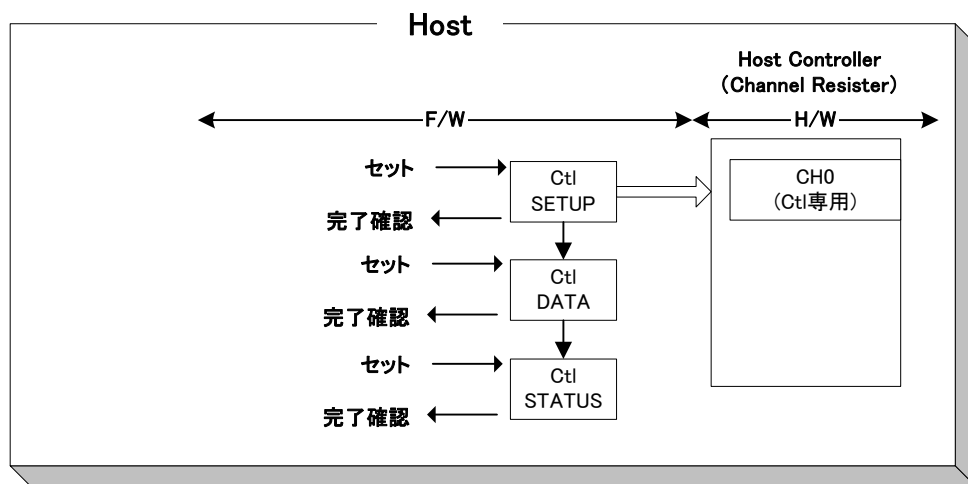 Host
Host Controller
(Channel Resister)
F/W
H/W
セット
Ctl
SETUP
CH0
(Ctl専用)
完了確認
セット
Ctl
DATA
完了確認
セット
Ctl
STATUS
完了確認